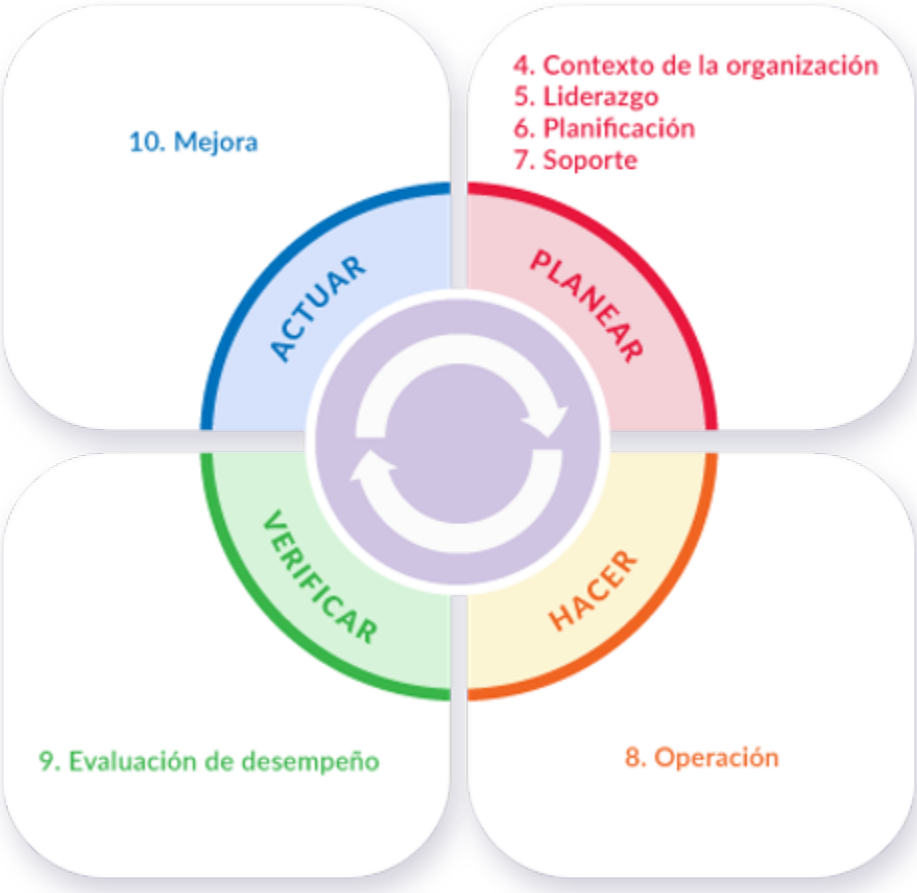 10. Mejora
4. Contexto de la organización
5. Liderazgo
6. Planificación
7. Soporte
ACTUAR
PLANEAR
VERIFICAR
HACER
9. Evaluación de desempeño
8. Operación